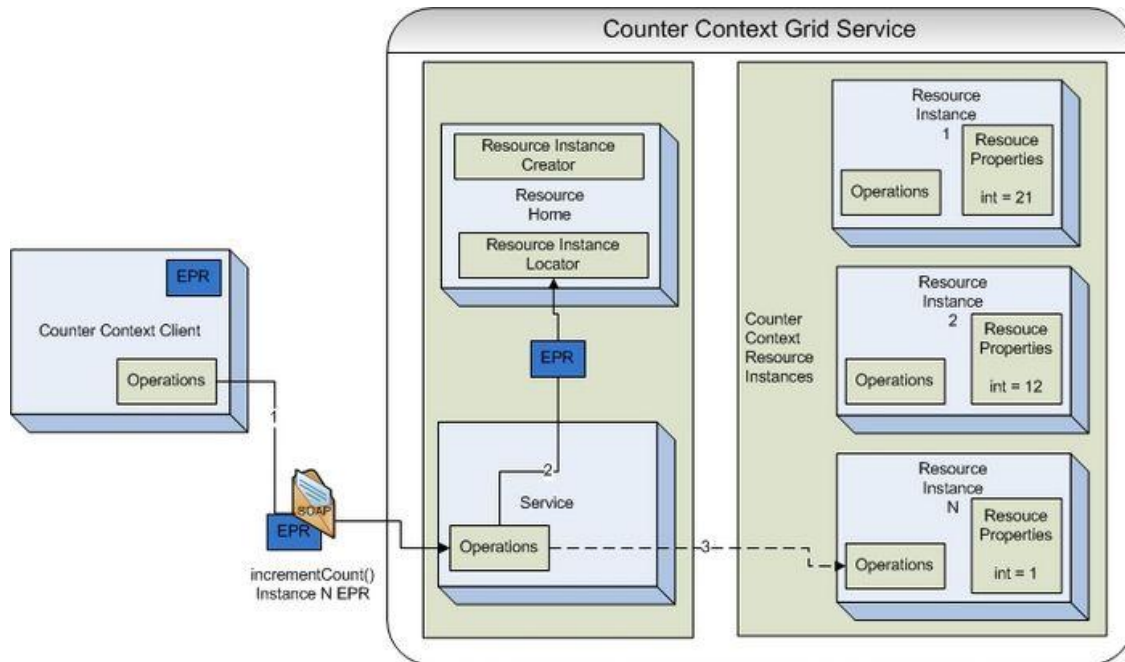 Counter Context Grid Service
Resource Instance
Creator
Resource
Home
Resource Instance
Locator
EPR
2
Service
Operations
EPR
Counter Context Client
Operations
1
SOAP
EPR
incrementCount()
Instance N EPR
3
Counter
Context
Resource
Instances
Resource
Instance
1
Resouce
Properties
int = 21
Operations
Resource
Instance
2
Resouce
Properties
int = 12
Operations
Resource
Instance
N
Resouce
Properties
int = 1
Operations